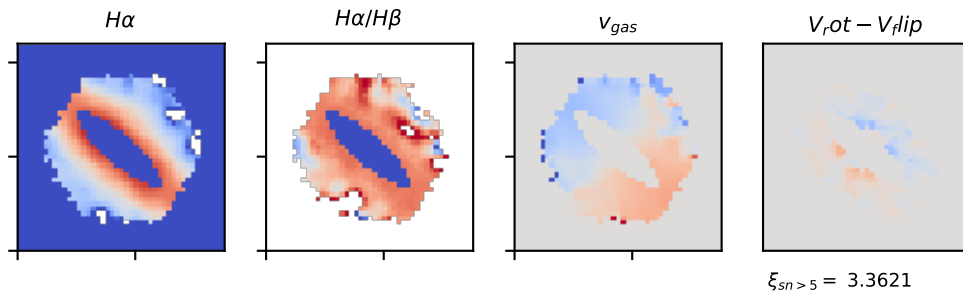 Hα
Hα/Hβ
v_gas
V_rot − V_flip
ξ_sn>5 = 3.3621